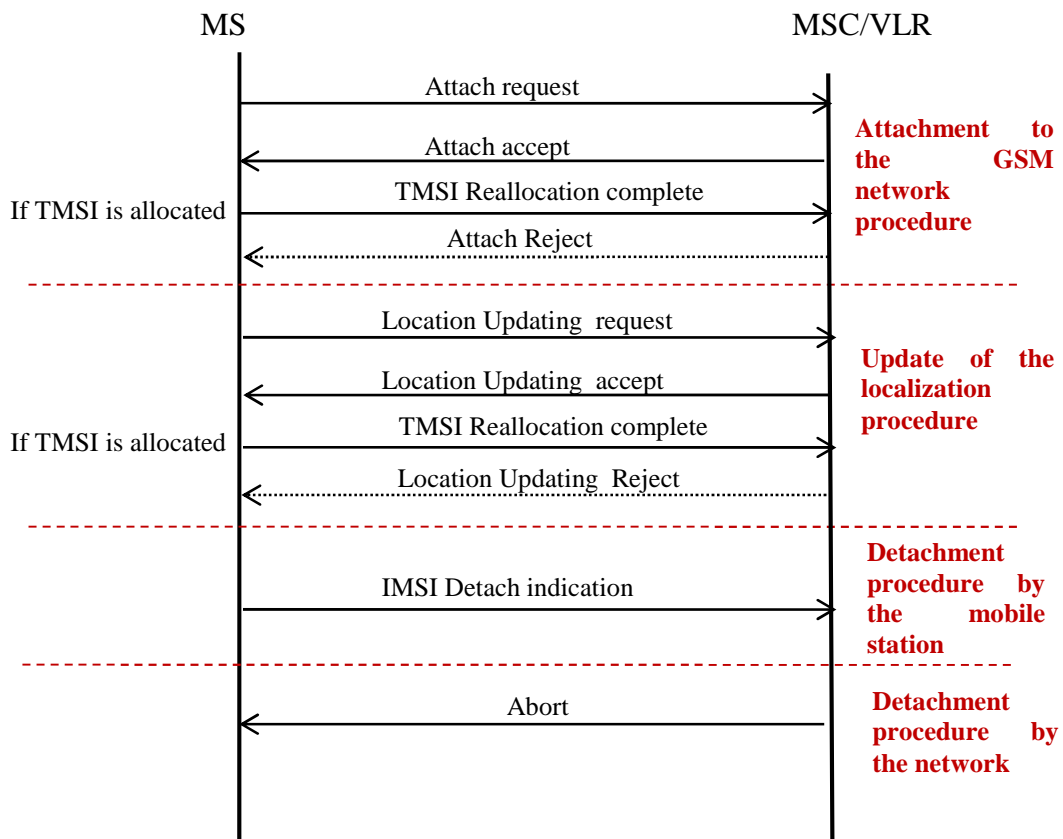 MS
MSC/VLR
Attach request
Attach accept
If TMSI is allocated
TMSI Reallocation complete
Attach Reject
Attachment to
the GSM
network
procedure
Location Updating request
Location Updating accept
If TMSI is allocated
TMSI Reallocation complete
Location Updating Reject
Update of the
localization
procedure
IMSI Detach indication
Detachment
procedure by
the mobile
station
Abort
Detachment
procedure by
the network